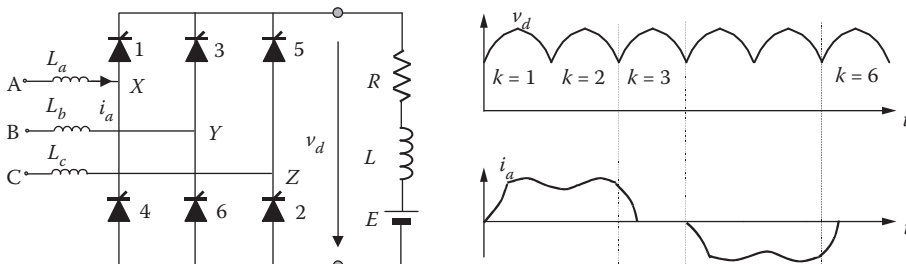 1
3
5
L_a
A
X
i_a
L_b
B
Y
L_c
C
Z
4
6
2
v_d
R
L
E
v_d
k = 1
k = 2
k = 3
k = 6
t
i_a
t